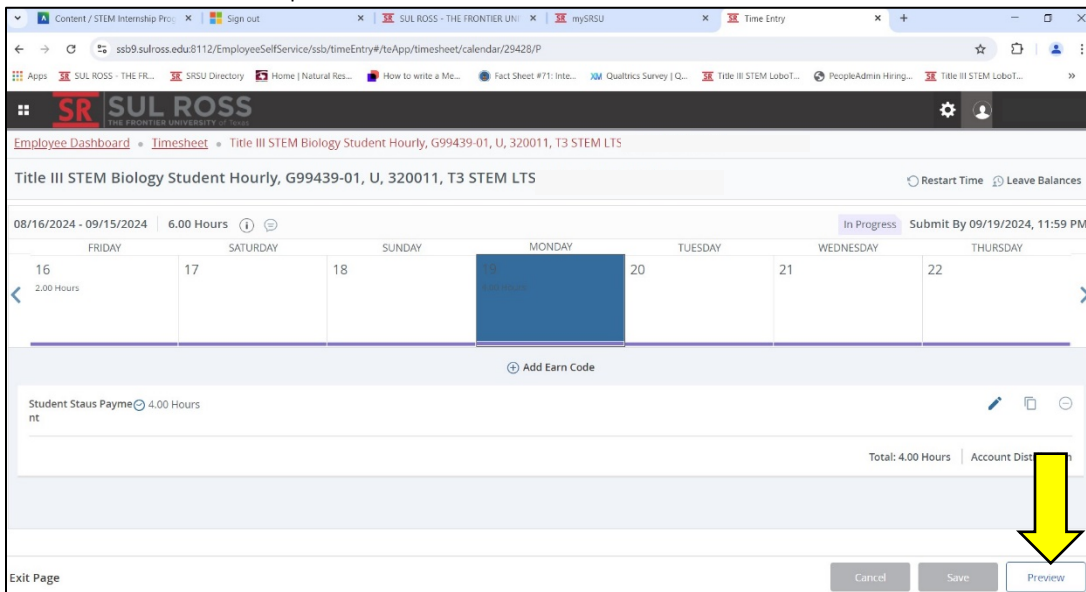 Content / STEM Internship Prog
Sign out
SUL ROSS - THE FRONTIER UNI
mySRSU
Time Entry
ssb9.sulross.edu:8112/EmployeeSelfService/ssb/timeEntry#/teApp/timesheet/calendar/29428/P
Apps SUL ROSS - THE FR... SRSU Directory Home | Natural Res... How to write a Me... Fact Sheet #71: Inte... Qualtrics Survey | Q... Title III STEM LoboT... PeopleAdmin Hiring... Title III STEM LoboT...
SR SUL ROSS
THE FRONTIER UNIVERSITY of Texas
Employee Dashboard • Timesheet • Title III STEM Biology Student Hourly, G99439-01, U, 320011, T3 STEM LTS
Title III STEM Biology Student Hourly, G99439-01, U, 320011, T3 STEM LTS
Restart Time Leave Balances
08/16/2024 - 09/15/2024 6.00 Hours In Progress Submit By 09/19/2024, 11:59 PM
FRIDAY SATURDAY SUNDAY MONDAY TUESDAY WEDNESDAY THURSDAY
16 17 18 19 20 21 22
2.00 Hours 4.00 Hours
Add Earn Code
Student Staus Payme 4.00 Hours
nt
Total: 4.00 Hours Account Dist
Exit Page Cancel Save Preview